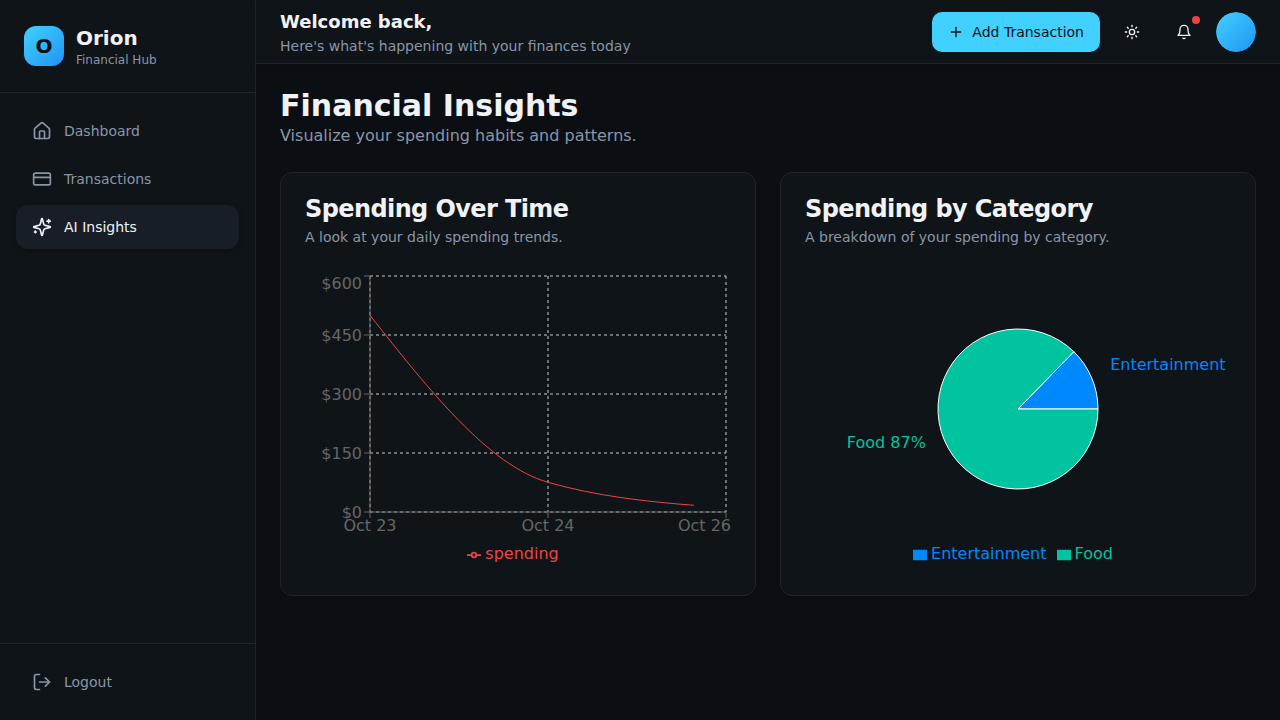 O
Orion
Financial Hub
Dashboard
Transactions
AI Insights
Logout
Welcome back,
Here's what's happening with your finances today
Add Transaction
Financial Insights
Visualize your spending habits and patterns.
Spending Over Time
A look at your daily spending trends.
$600
$450
$300
$150
$0
Oct 23
Oct 24
Oct 26
spending
Spending by Category
A breakdown of your spending by category.
Entertainment
Food 87%
Entertainment
Food